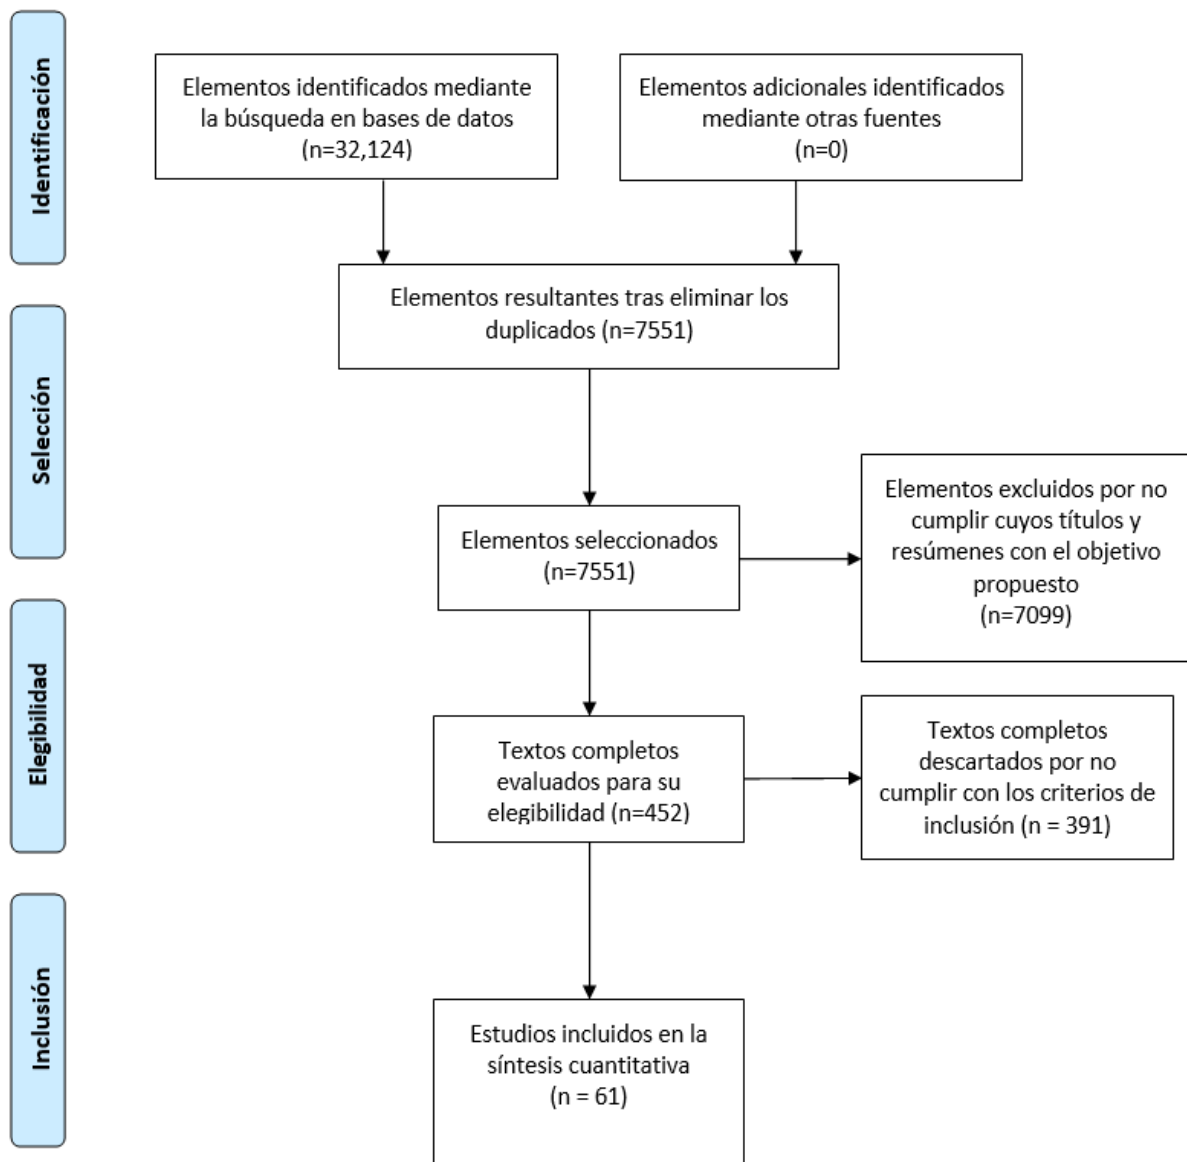 Identificación
Elementos identificados mediante
la búsqueda en bases de datos
(n=32,124)
Elementos adicionales identificados
mediante otras fuentes
(n=0)
Elementos resultantes tras eliminar los
duplicados (n=7551)
Selección
Elementos seleccionados
(n=7551)
Elementos excluidos por no
cumplir cuyos títulos y
resúmenes con el objetivo
propuesto
(n=7099)
Elegibilidad
Textos completos
evaluados para su
elegibilidad (n=452)
Textos completos
descartados por no
cumplir con los criterios de
inclusión (n = 391)
Inclusión
Estudios incluidos en la
síntesis cuantitativa
(n = 61)